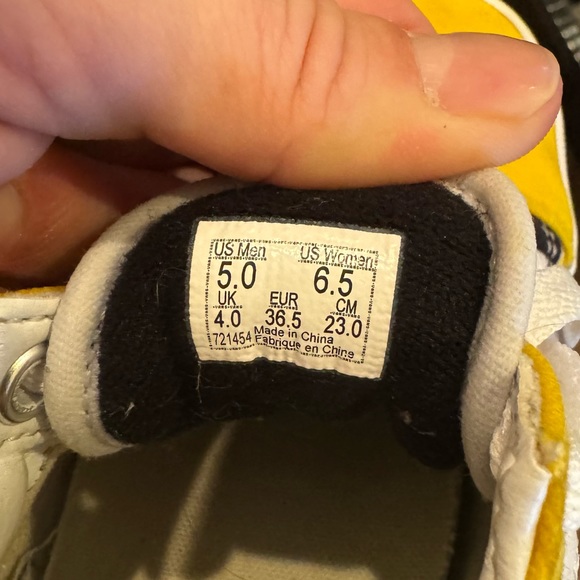 US Men US Women
5.0 6.5
UK EUR CM
4.0 36.5 23.0
721454 Made in China
Fabriqué en Chine